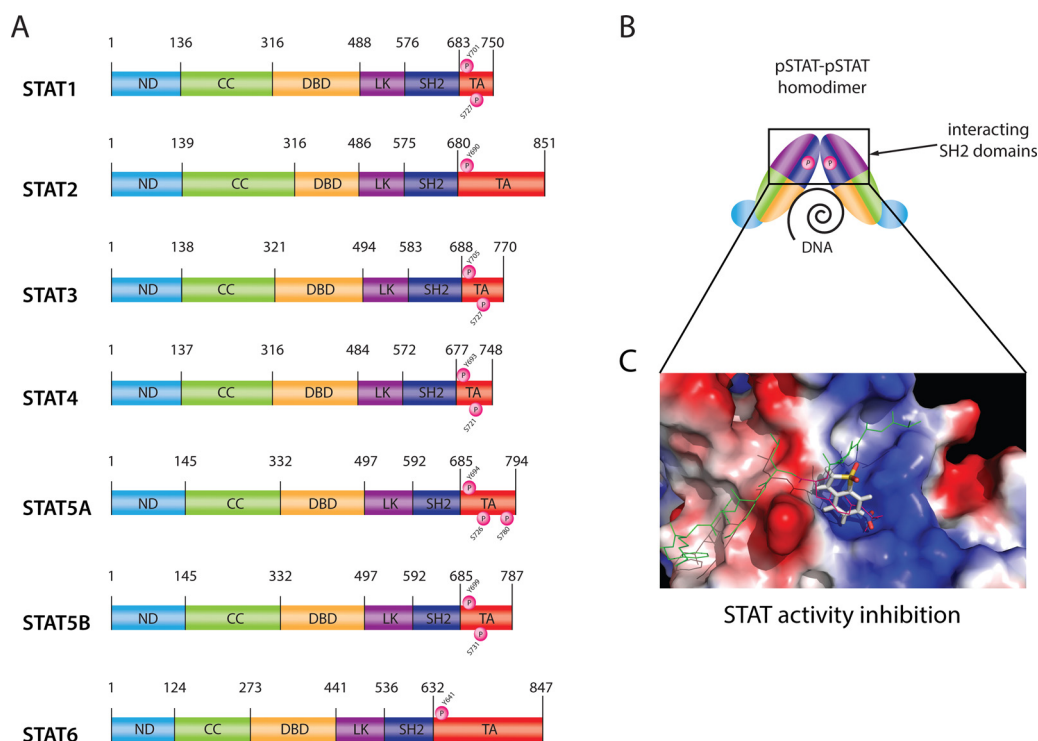 A
1 136 316 488 576 683 750
Y701
STAT1 ND CC DBD LK SH2 TA
P
P
S727
1 139 316 486 575 680 851
Y690
P
STAT2 ND CC DBD LK SH2 TA
1 138 321 494 583 688 770
Y705
P
STAT3 ND CC DBD LK SH2 TA
P
S727
1 137 316 484 572 677 748
Y693
P
STAT4 ND CC DBD LK SH2 TA
P
S721
1 145 332 497 592 685 794
Y694
P
STAT5A ND CC DBD LK SH2 TA
P P
S726 S780
1 145 332 497 592 685 787
Y699
P
STAT5B ND CC DBD LK SH2 TA
P
S731
1 124 273 441 536 632 847
Y641
P
STAT6 ND CC DBD LK SH2 TA
B
pSTAT-pSTAT
homodimer
interacting
SH2 domains
P P
DNA
C
STAT activity inhibition